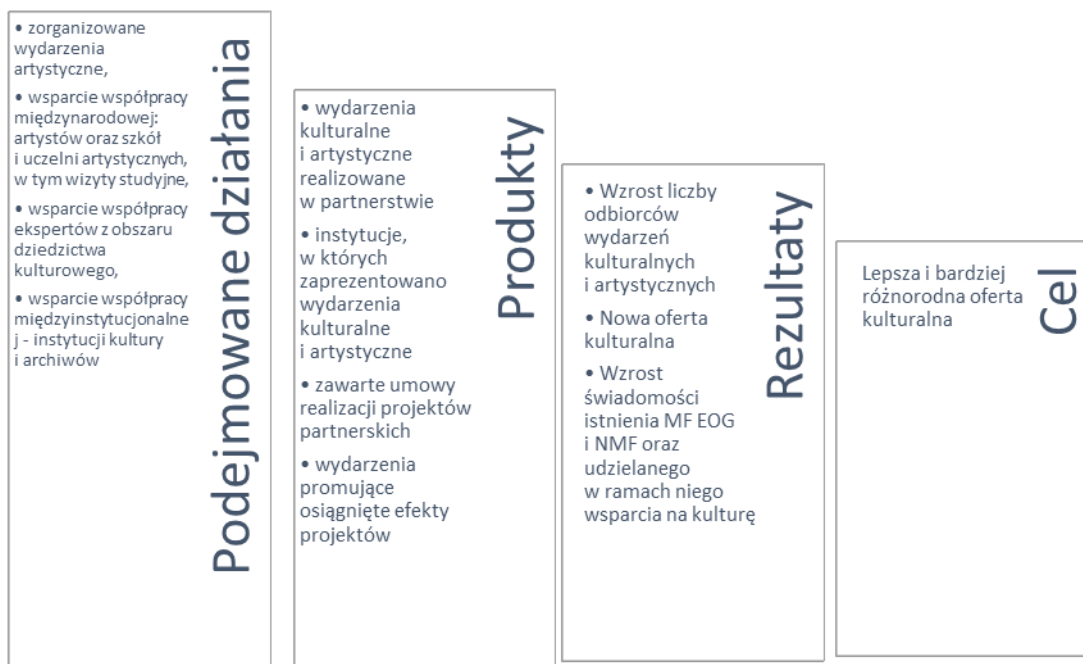 • zorganizowane
wydarzenia
artystyczne,
• wsparcie współpracy
międzynarodowej:
artystów oraz szkół
i uczelni artystycznych,
w tym wizyty studyjne,
• wsparcie współpracy
ekspertów z obszaru
dziedzictwa
kulturowego,
• wsparcie współpracy
międzyinstytucjonalne
j - instytucji kultury
i archiwów
Podejmowane działania
• wydarzenia
kulturalne
i artystyczne
realizowane
w partnerstwie
• instytucje,
w których
zaprezentowano
wydarzenia
kulturalne
i artystyczne
• zawarte umowy
realizacji projektów
partnerskich
• wydarzenia
promujące
osiągnięte efekty
projektów
Produkty
• Wzrost liczby
odbiorców
wydarzeń
kulturalnych
i artystycznych
• Nowa oferta
kulturalna
• Wzrost
świadomości
istnienia MF EOG
i NMF oraz
udzielanego
w ramach niego
wsparcia na kulturę
Rezultaty
Lepsza i bardziej
różnorodna oferta
kulturalna
Cel